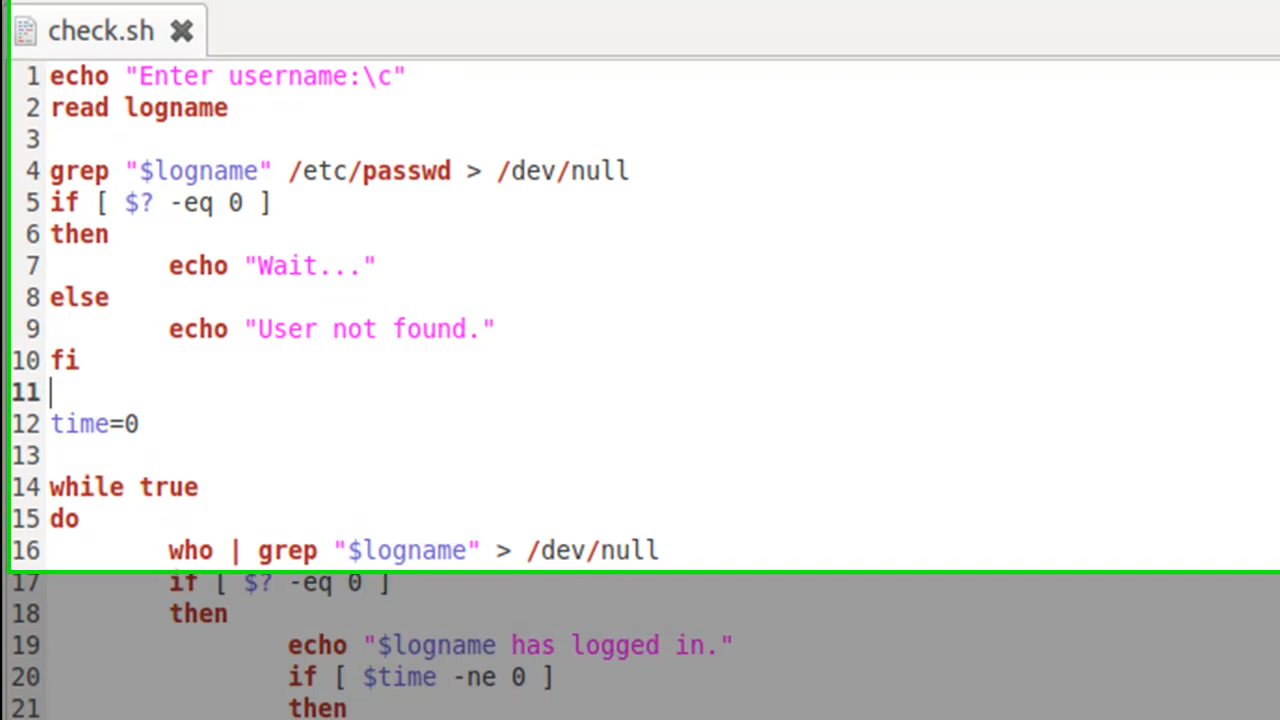 check.sh
1 echo "Enter username:\c"
2 read logname
3
4 grep "$logname" /etc/passwd > /dev/null
5 if [ $? -eq 0 ]
6 then
7 echo "Wait..."
8 else
9 echo "User not found."
10 fi
11
12 time=0
13
14 while true
15 do
16 who | grep "$logname" > /dev/null
17 if [ $? -eq 0 ]
18 then
19 echo "$logname has logged in."
20 if [ $time -ne 0 ]
21 then